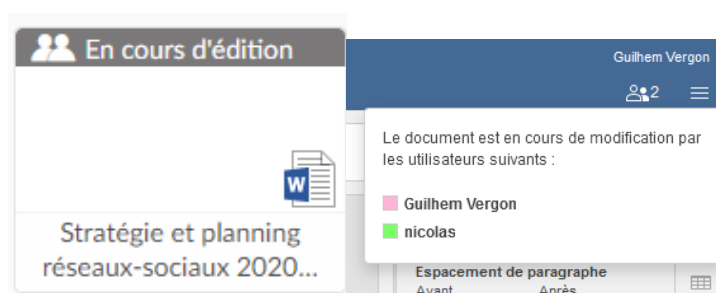 En cours d'édition
W
Stratégie et planning
réseaux-sociaux 2020...
Guilhem Vergon
2
Le document est en cours de modification par
les utilisateurs suivants :
Guilhem Vergon
nicolas
Espacement de paragraphe
Avant Après